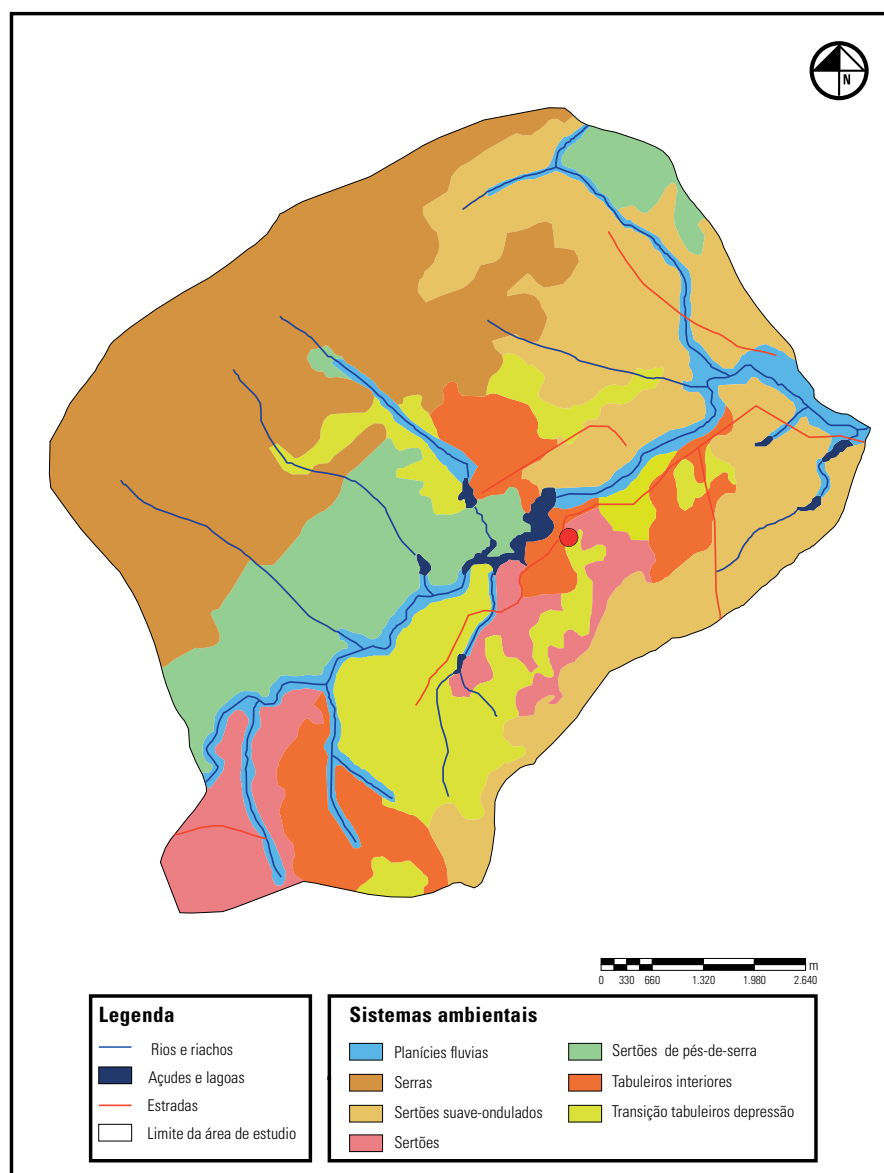 N
m
0 330 660 1.320 1.980 2.640
Legenda
Rios e riachos
Açudes e lagoas
Estradas
Limite da área de estudio
Sistemas ambientais
Planícies fluvias
Serras
Sertões suave-ondulados
Sertões
Sertões de pés-de-serra
Tabuleiros interiores
Transição tabuleiros depressão